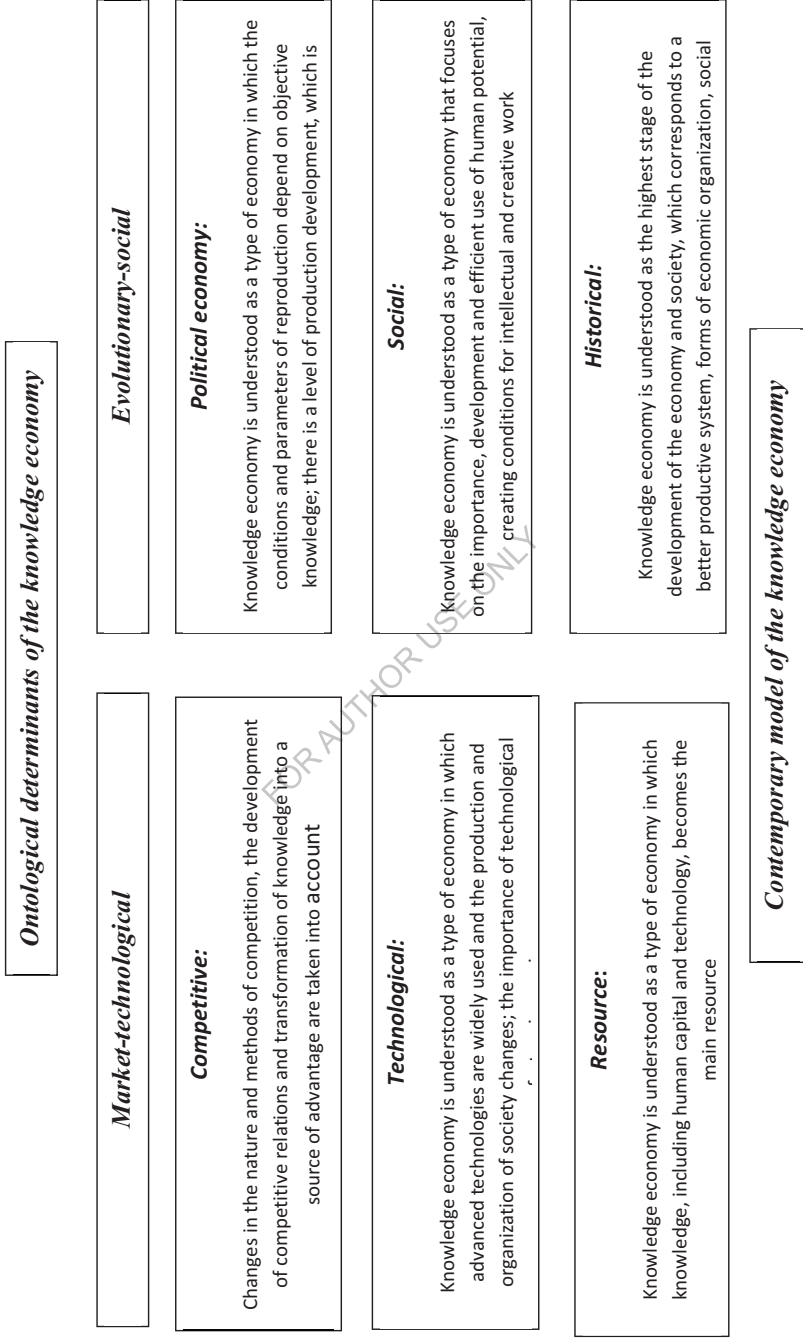 Ontological determinants of the knowledge economy
Market-technological
Evolutionary-social
Competitive:
Changes in the nature and methods of competition, the development
of competitive relations and transformation of knowledge into a
source of advantage are taken into account
Political economy:
Knowledge economy is understood as a type of economy in which the
conditions and parameters of reproduction depend on objective
knowledge; there is a level of production development, which is
Technological:
Knowledge economy is understood as a type of economy in which
advanced technologies are widely used and the production and
organization of society changes; the importance of technological
Social:
Knowledge economy is understood as a type of economy that focuses
on the importance, development and efficient use of human potential,
creating conditions for intellectual and creative work
Resource:
Knowledge economy is understood as a type of economy in which
knowledge, including human capital and technology, becomes the
main resource
Historical:
Knowledge economy is understood as the highest stage of the
development of the economy and society, which corresponds to a
better productive system, forms of economic organization, social
Contemporary model of the knowledge economy
FOR AUTHOR USE ONLY